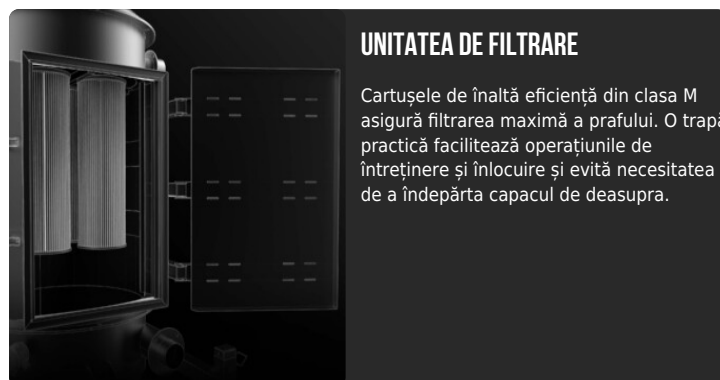 UNITATEA DE FILTRARE
Cartușele de înaltă eficiență din clasa M
asigură filtrarea maximă a prafului. O trapă
practică facilitează operațiunile de
întreținere și înlocuire și evită necesitatea
de a îndepărta capacul de deasupra.